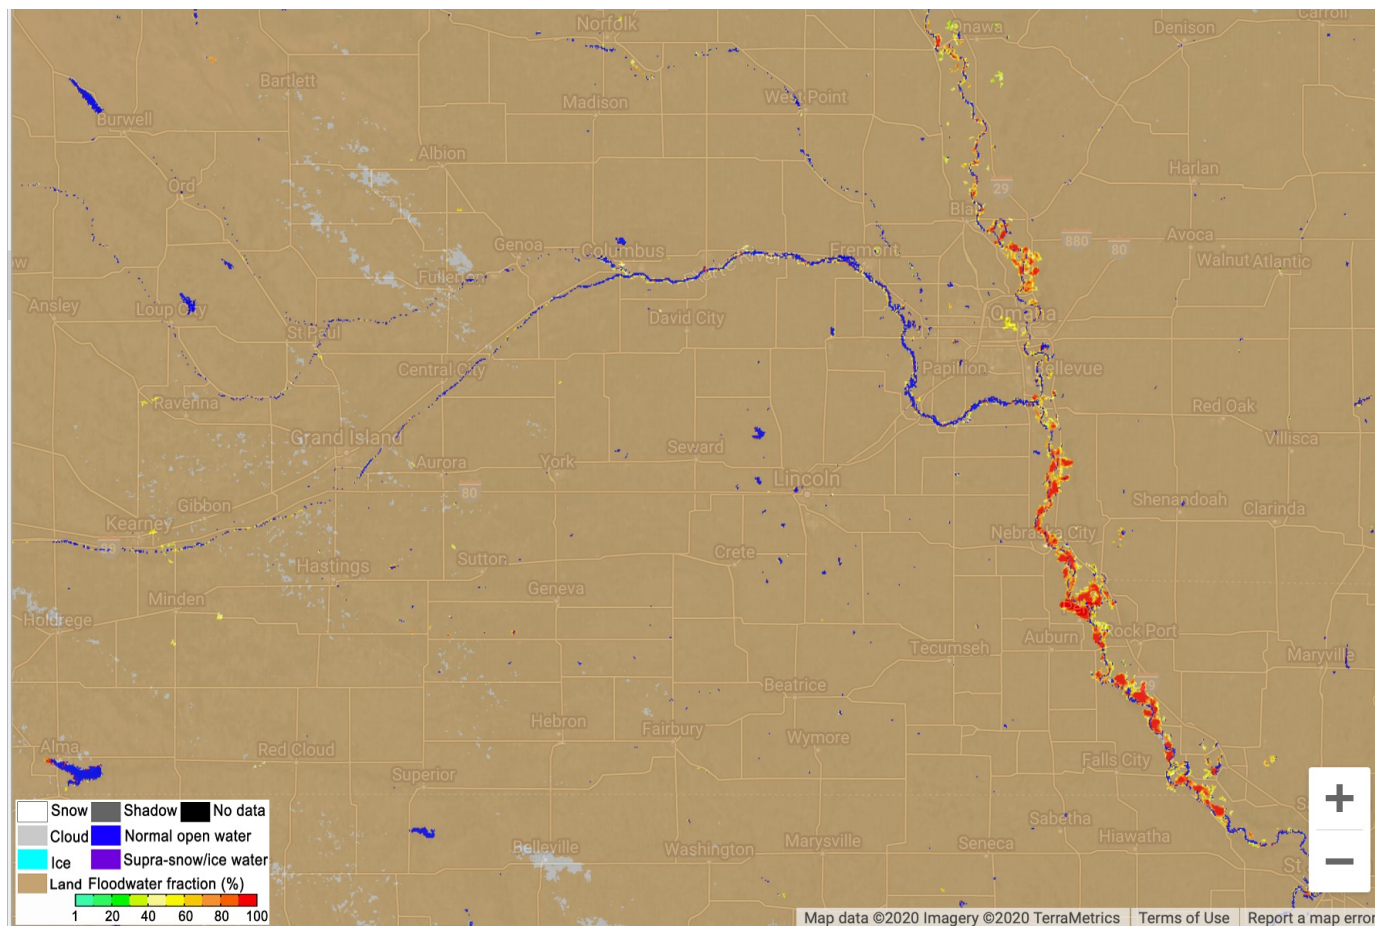 Norfolk
Onawa
Denison
Carroll
Bartlett
Madison
West Point
Burwell
Albion
Harlan
Ord
29
Blai
Genoa
Columbus
Fremont
880
80
Avoca
Walnut
Atlantic
Fullerton
Ansley
Loup City
St Paul
David City
Omaha
Central City
Papillion
Bellevue
Ravenna
Red Oak
Grand Island
Villisca
Aurora
York
Seward
Lincoln
80
Gibbon
Shenandoah
Clarinda
Kearney
Nebraska City
Hastings
Sutton
Crete
Geneva
Minden
Holdrege
Auburn
Rock Port
Tecumseh
Maryville
Beatrice
Hebron
Fairbury
Wymore
Alma
Red Cloud
Superior
Falls City
Sabetha
Hiawatha
Belleville
Washington
Marysville
Seneca
St
Snow Shadow No data
Cloud Normal open water
Ice Supra-snow/ice water
Land Floodwater fraction (%)
1 20 40 60 80 100
+
−
Map data ©2020 Imagery ©2020 TerraMetrics Terms of Use Report a map error